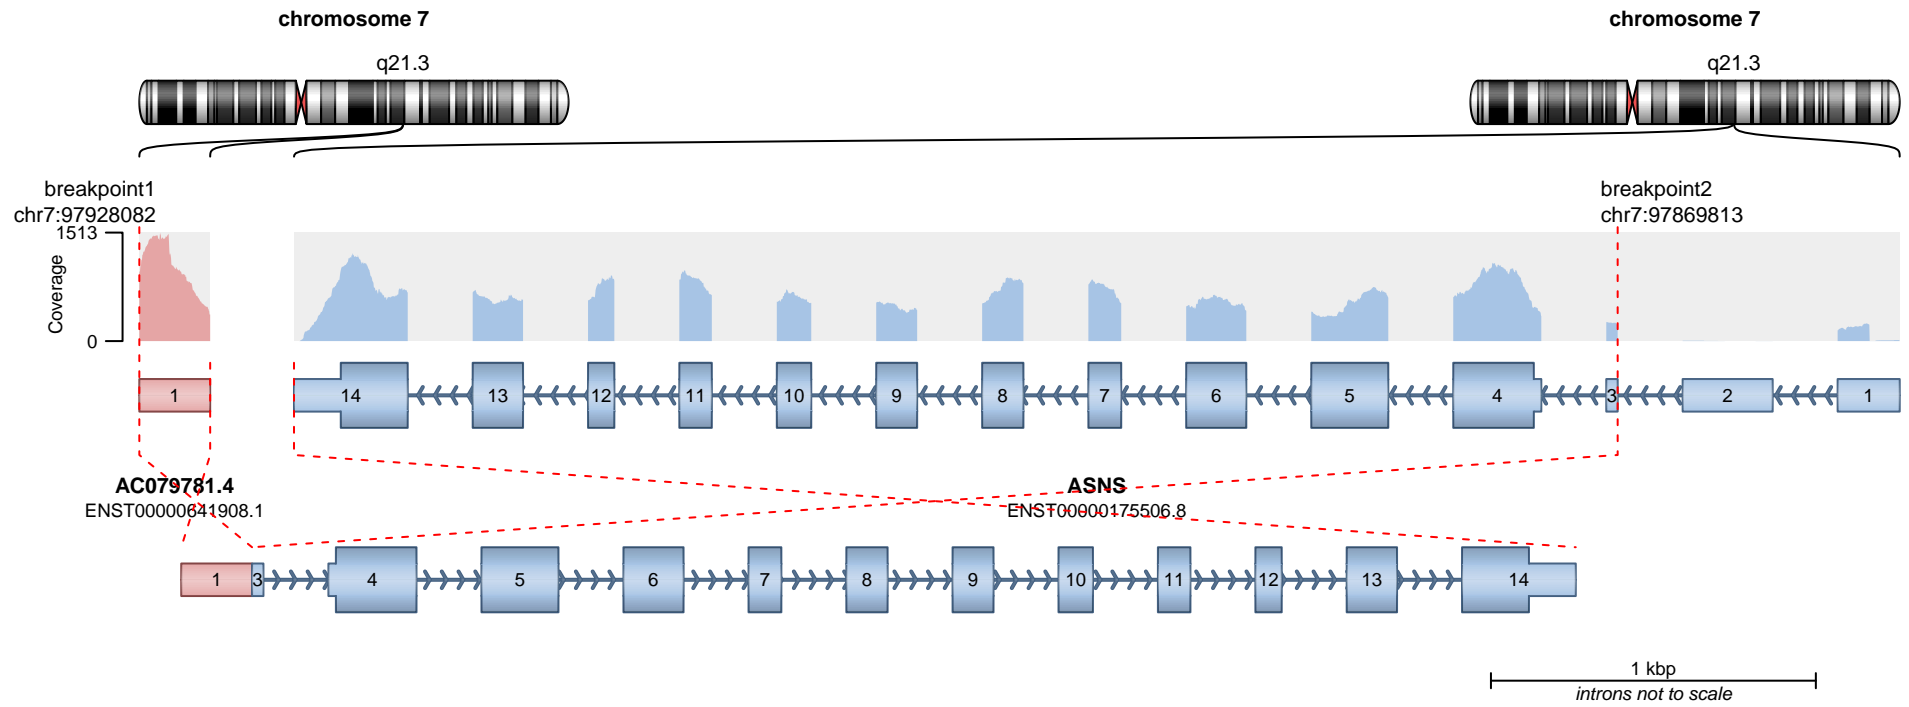 chromosome 7
chromosome 7
q21.3
q21.3
breakpoint1
chr7:97928082
breakpoint2
chr7:97869813
1513
Coverage
0
1
14
13
12
11
10
9
8
7
6
5
4
3
2
1
AC079781.4
ENST00000641908.1
ASNS
ENST00000175506.8
1
3
4
5
6
7
8
9
10
11
12
13
14
1 kbp
introns not to scale